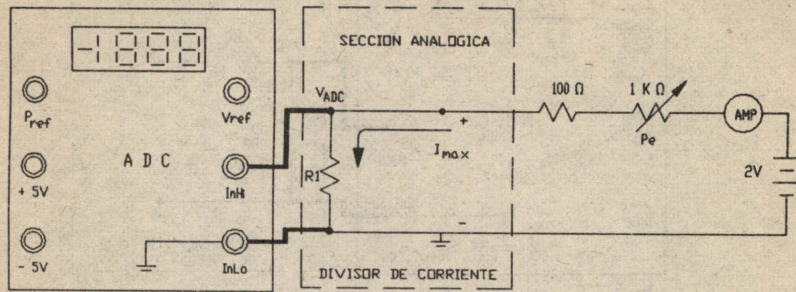 -1888
SECCION ANALOGICA
VADC
100 Ω
1 K Ω
Pref
Vref
+
AMP
Imax
Pe
A D C
+ 5V
InHi
R1
2V
-
- 5V
InLo
DIVISOR DE CORRIENTE